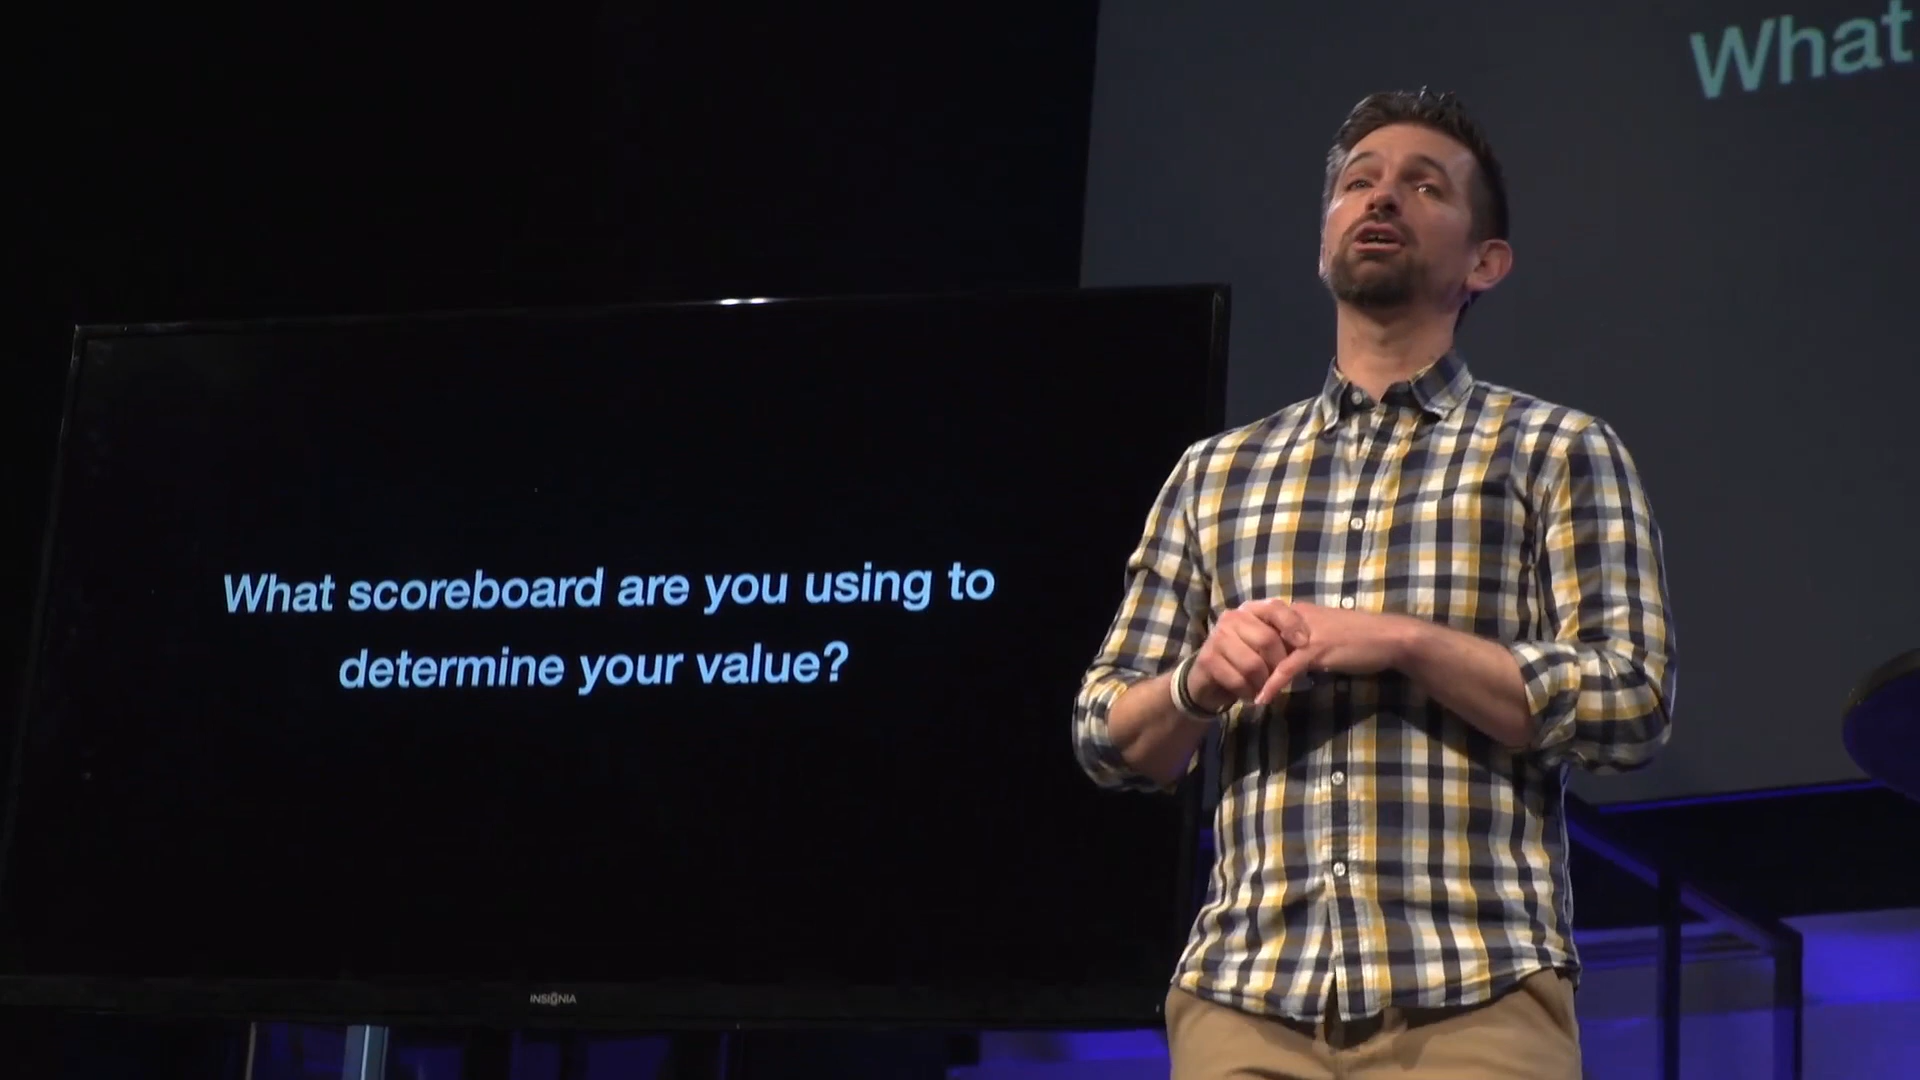 What
What scoreboard are you using to
determine your value?
INSIGNIA